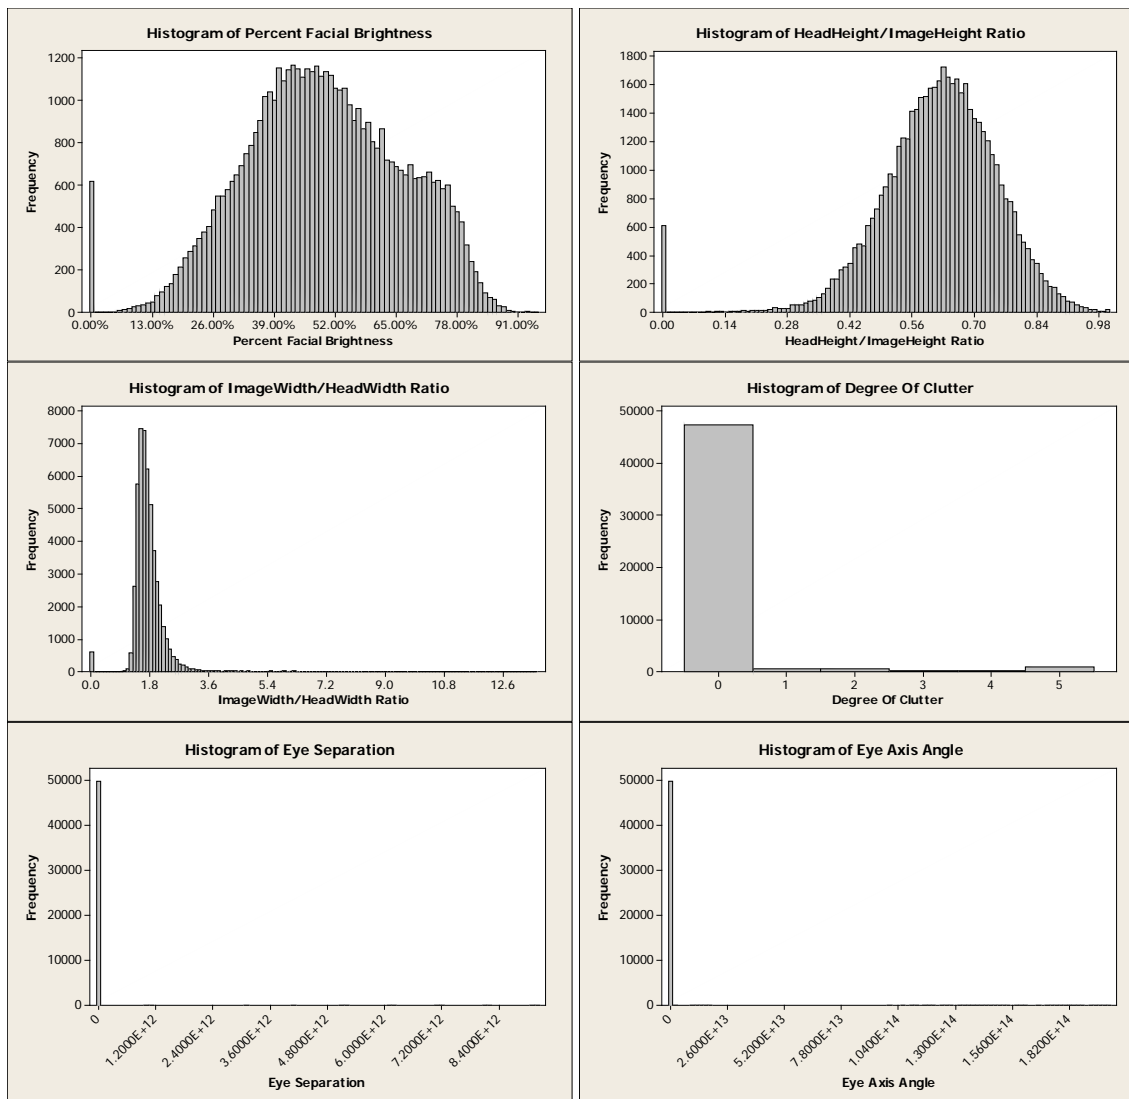 Histogram of Percent Facial Brightness
1200
1000
800
600
400
200
0
Frequency
0.00% 13.00% 26.00% 39.00% 52.00% 65.00% 78.00% 91.00%
Percent Facial Brightness
Histogram of HeadHeight/ImageHeight Ratio
1800
1600
1400
1200
1000
800
600
400
200
0
Frequency
0.00 0.14 0.28 0.42 0.56 0.70 0.84 0.98
HeadHeight/ImageHeight Ratio
Histogram of ImageWidth/HeadWidth Ratio
8000
7000
6000
5000
4000
3000
2000
1000
0
Frequency
0.0 1.8 3.6 5.4 7.2 9.0 10.8 12.6
ImageWidth/HeadWidth Ratio
Histogram of Degree Of Clutter
50000
40000
30000
20000
10000
0
Frequency
0 1 2 3 4 5
Degree Of Clutter
Histogram of Eye Separation
50000
40000
30000
20000
10000
0
Frequency
0 1.2000E+12 2.4000E+12 3.6000E+12 4.8000E+12 6.0000E+12 7.2000E+12 8.4000E+12
Eye Separation
Histogram of Eye Axis Angle
50000
40000
30000
20000
10000
0
Frequency
0 2.6000E+13 5.2000E+13 7.8000E+13 1.0400E+14 1.3000E+14 1.5600E+14 1.8200E+14
Eye Axis Angle